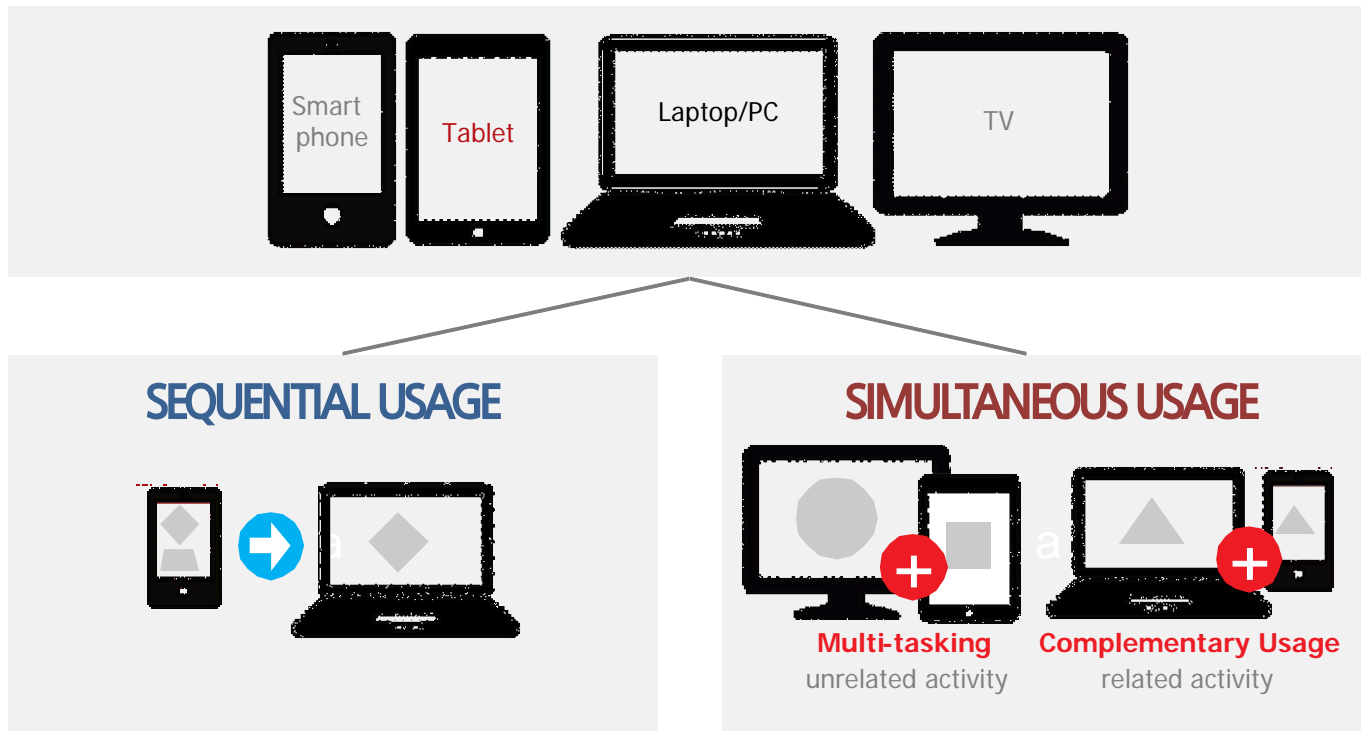 Smart
phone
Tablet
Laptop/PC
TV
SEQUENTIAL USAGE
SIMULTANEOUS USAGE
a
a
+
+
Multi-tasking
Complementary Usage
unrelated activity
related activity